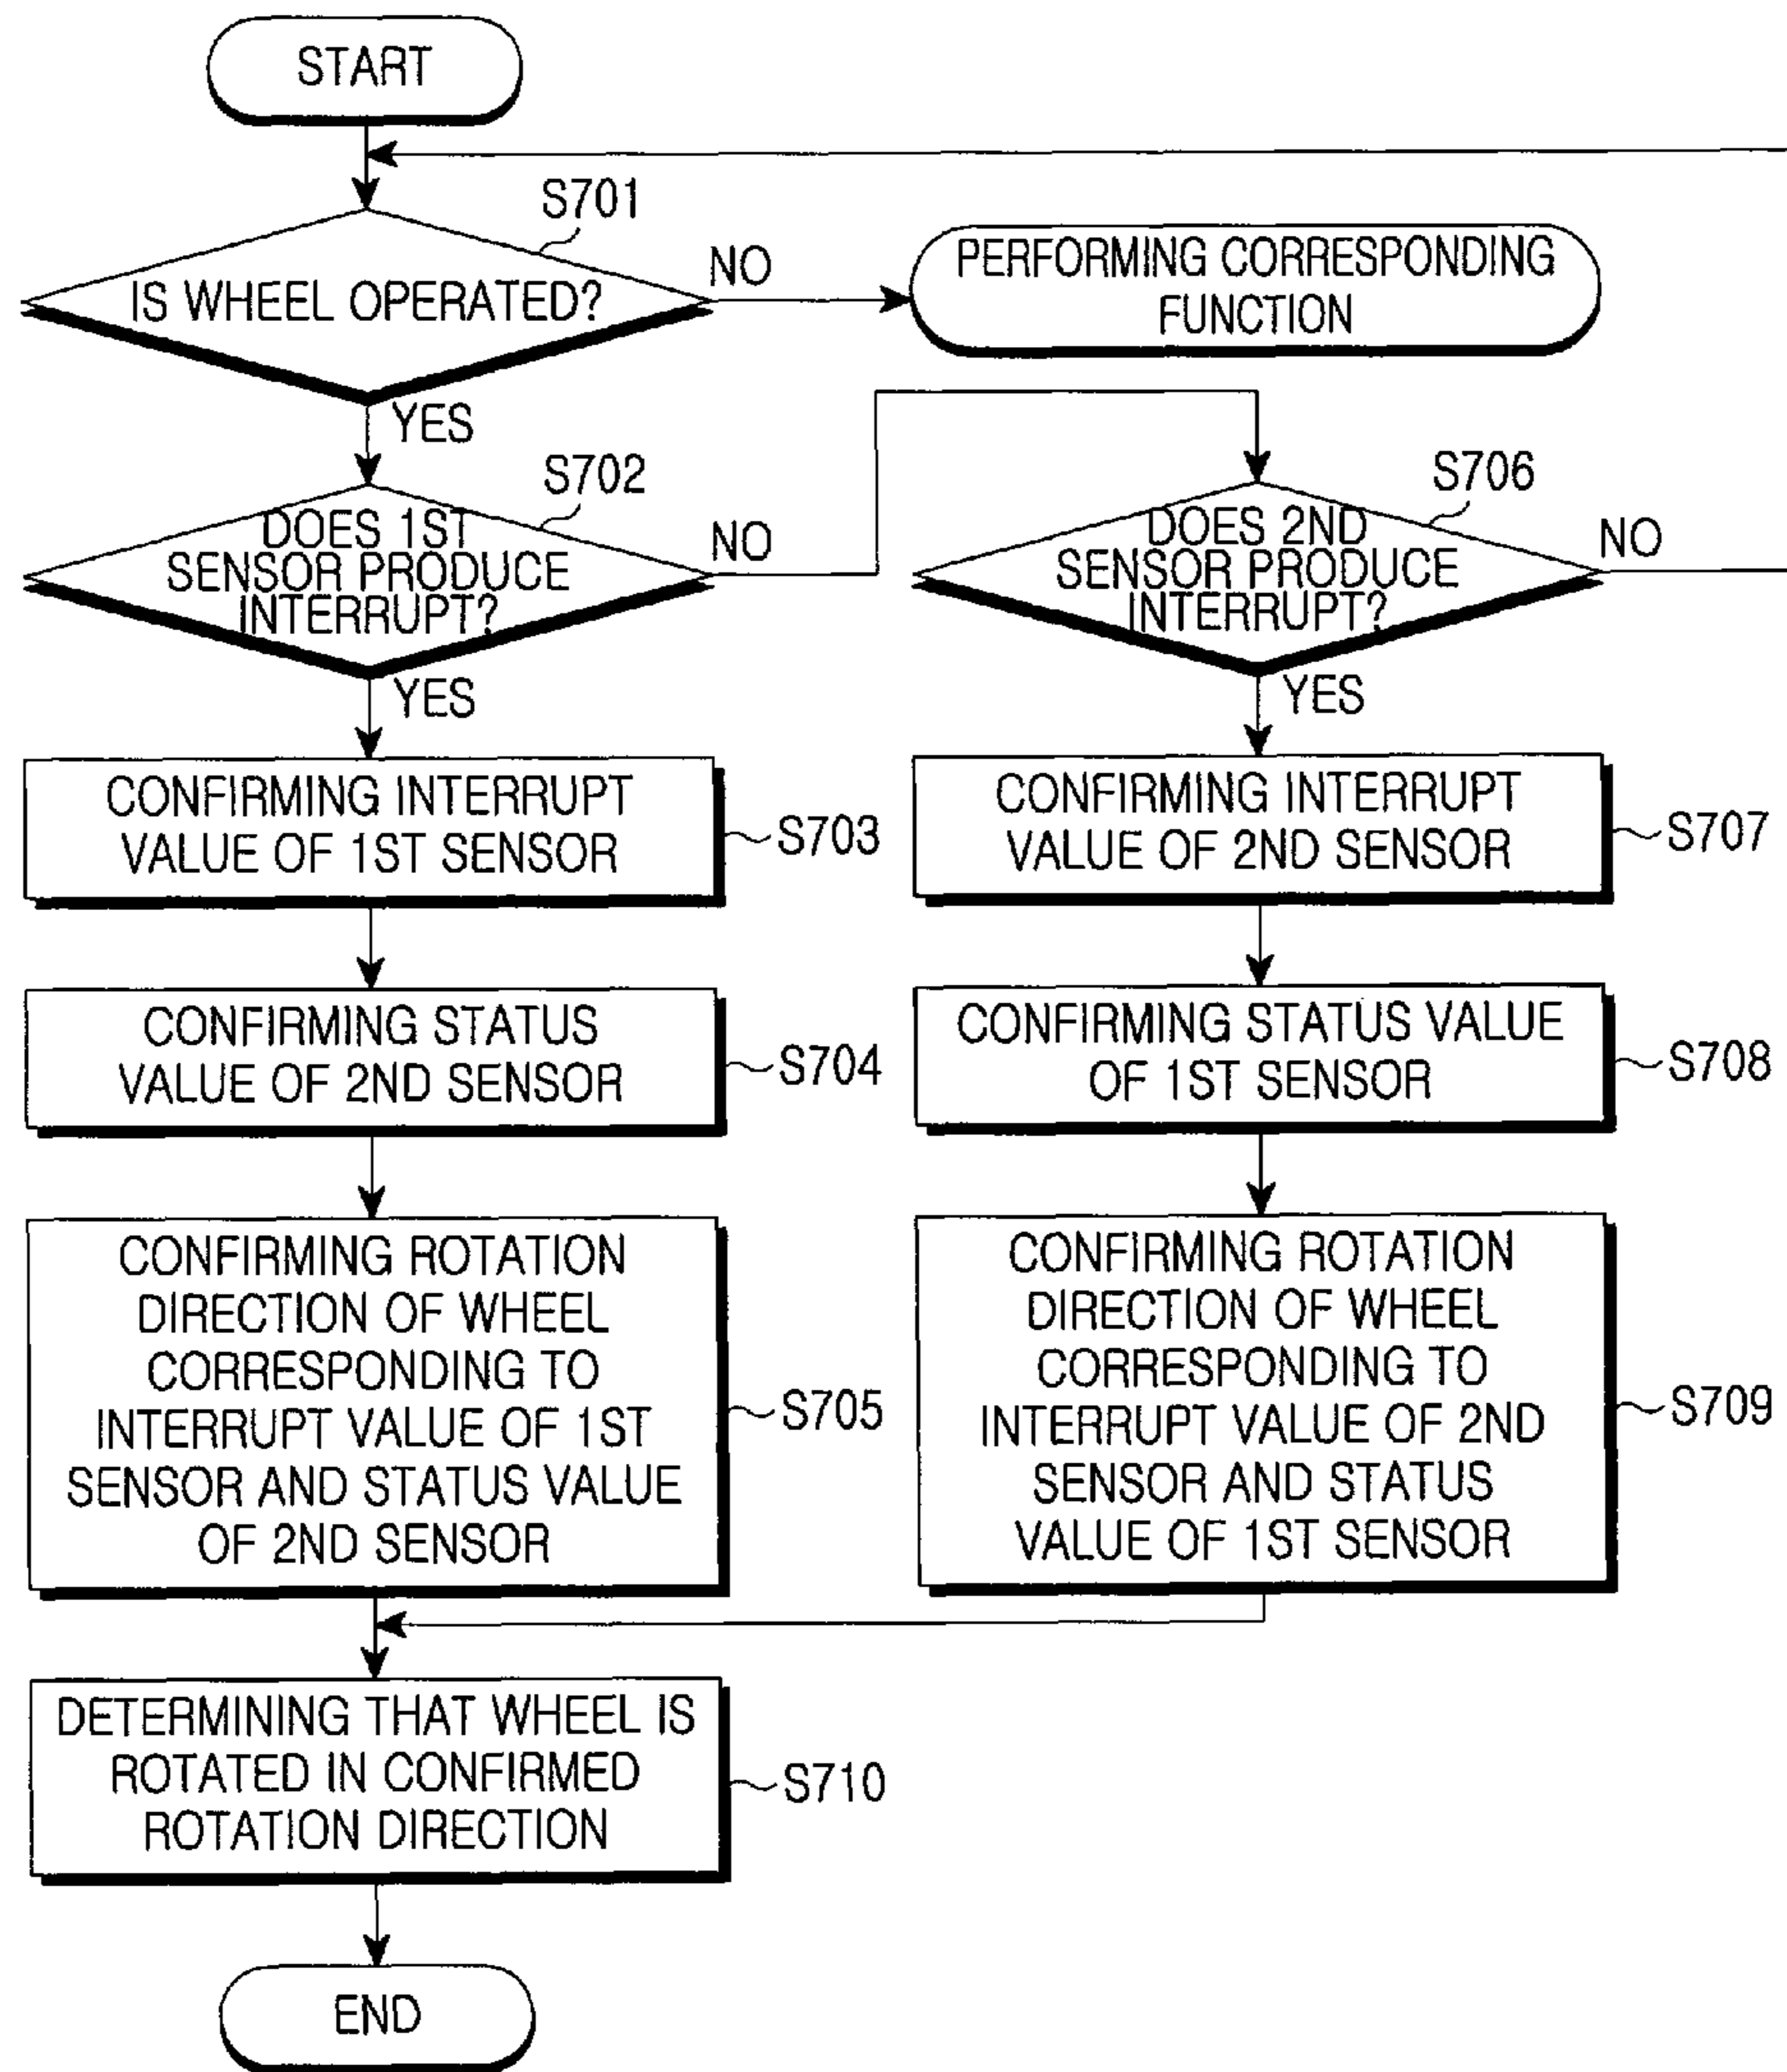 START
S701
IS WHEEL OPERATED?
NO
PERFORMING CORRESPONDING
FUNCTION
YES
S702
DOES 1ST
SENSOR PRODUCE
INTERRUPT?
NO
S706
DOES 2ND
SENSOR PRODUCE
INTERRUPT?
NO
YES
YES
CONFIRMING INTERRUPT
VALUE OF 1ST SENSOR
S703
CONFIRMING INTERRUPT
VALUE OF 2ND SENSOR
S707
CONFIRMING STATUS
VALUE OF 2ND SENSOR
S704
CONFIRMING STATUS VALUE
OF 1ST SENSOR
S708
CONFIRMING ROTATION
DIRECTION OF WHEEL
CORRESPONDING TO
INTERRUPT VALUE OF 1ST
SENSOR AND STATUS VALUE
OF 2ND SENSOR
S705
CONFIRMING ROTATION
DIRECTION OF WHEEL
CORRESPONDING TO
INTERRUPT VALUE OF 2ND
SENSOR AND STATUS
VALUE OF 1ST SENSOR
S709
DETERMINING THAT WHEEL IS
ROTATED IN CONFIRMED
ROTATION DIRECTION
S710
END